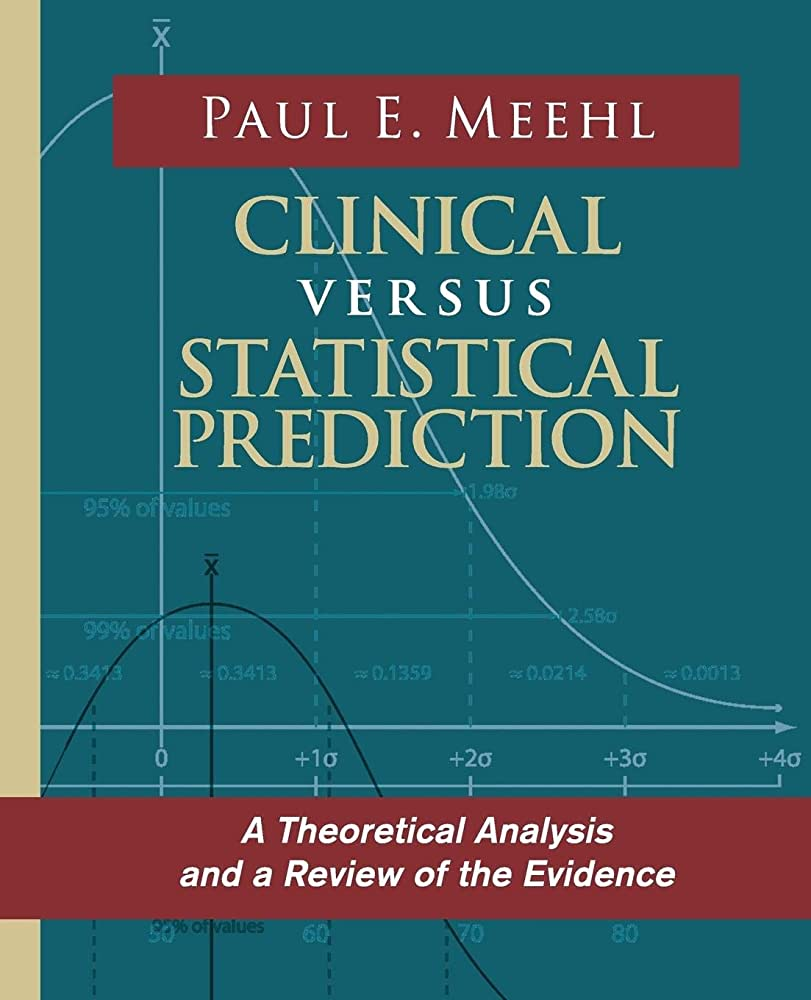 X̄
PAUL E. MEEHL
CLINICAL
VERSUS
STATISTICAL
PREDICTION
1.98σ
95% of values
X̄
2.58σ
99% of values
≈0.3413 ≈0.3413 ≈0.1359 ≈0.0214 ≈0.0013
0 +1σ +2σ +3σ +4σ
A Theoretical Analysis
and a Review of the Evidence
95% of values
50 60 70 80